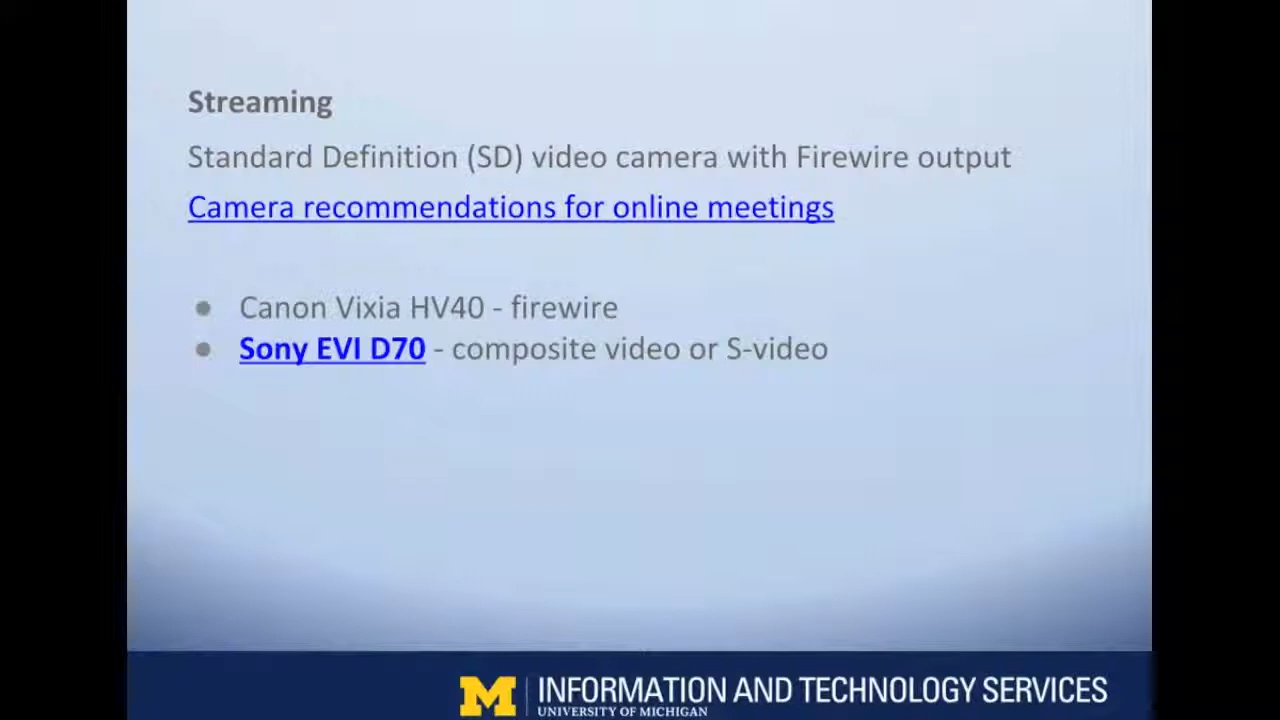 Streaming
Standard Definition (SD) video camera with Firewire output
Camera recommendations for online meetings
● Canon Vixia HV40 - firewire
● Sony EVI D70 - composite video or S-video
M INFORMATION AND TECHNOLOGY SERVICES
UNIVERSITY OF MICHIGAN